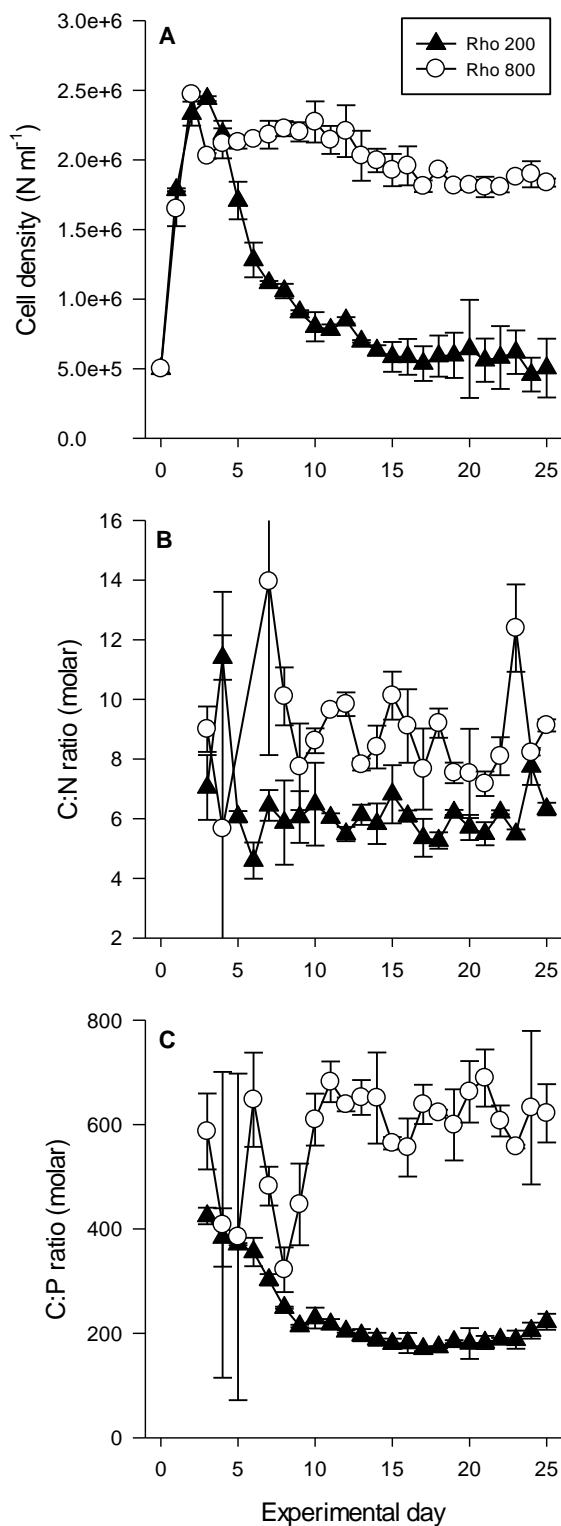 A
Rho 200
Rho 800
Cell density (N ml⁻¹)
3.0e+6
2.5e+6
2.0e+6
1.5e+6
1.0e+6
5.0e+5
0.0
0 5 10 15 20 25
B
C:N ratio (molar)
16
14
12
10
8
6
4
2
0 5 10 15 20 25
C
C:P ratio (molar)
800
600
400
200
0
0 5 10 15 20 25
Experimental day